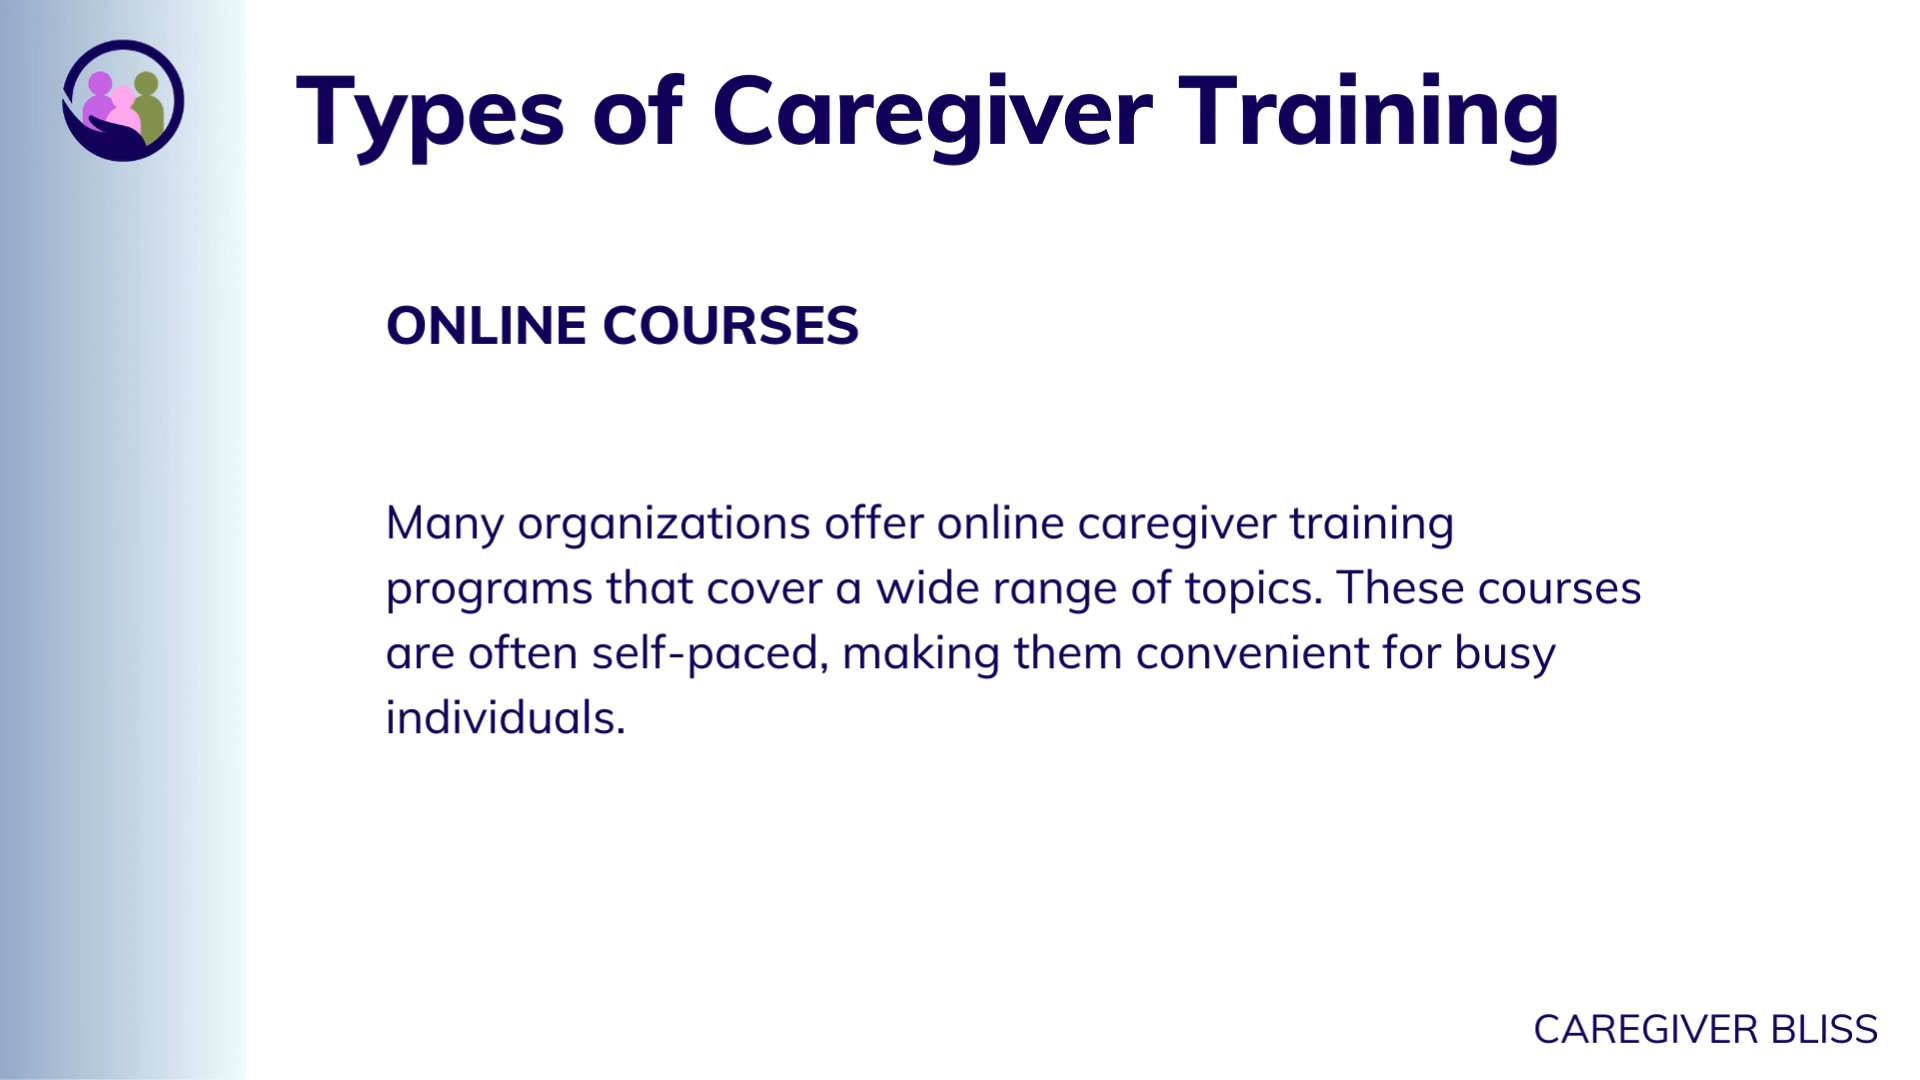 Types of Caregiver Training
ONLINE COURSES
Many organizations offer online caregiver training
programs that cover a wide range of topics. These courses
are often self-paced, making them convenient for busy
individuals.
CAREGIVER BLISS